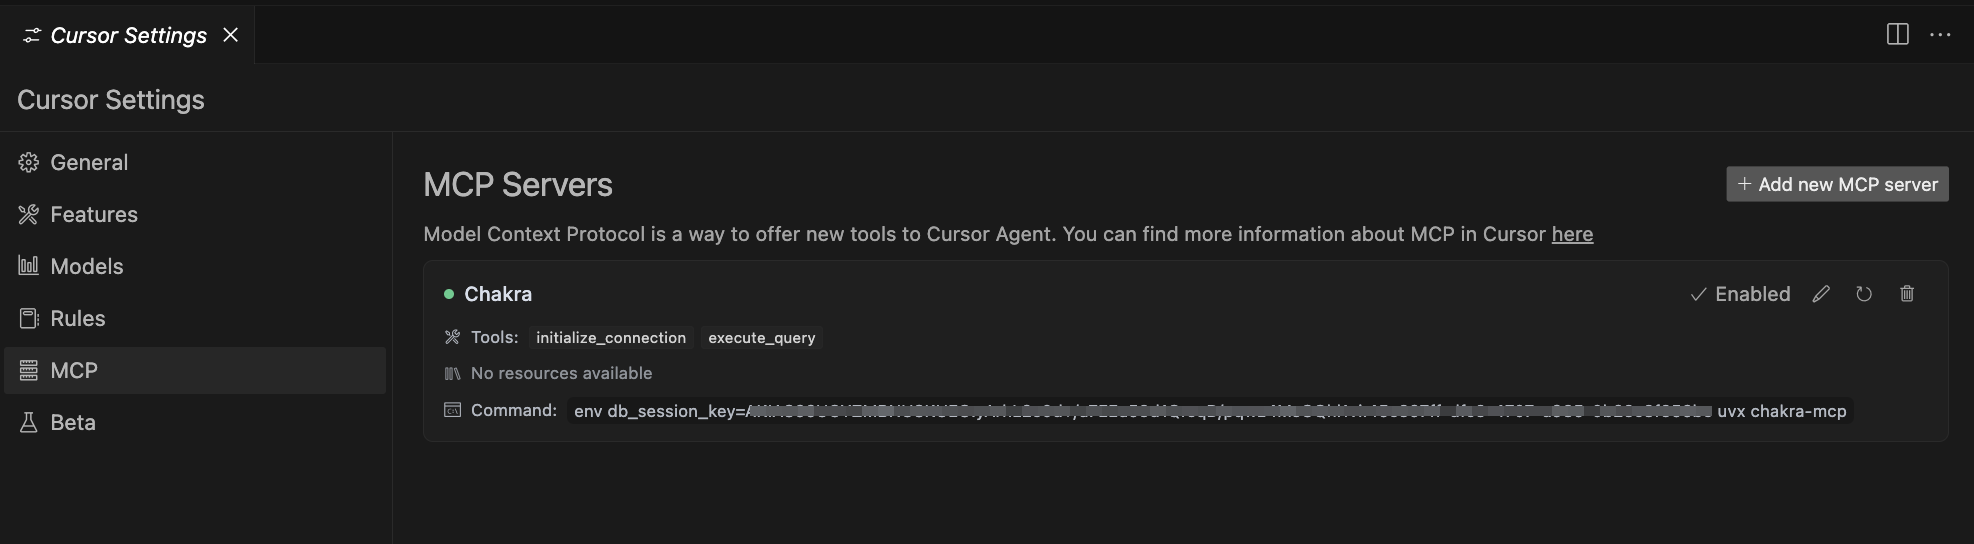 Cursor Settings
Cursor Settings
General
Features
Models
Rules
MCP
Beta
MCP Servers
+ Add new MCP server
Model Context Protocol is a way to offer new tools to Cursor Agent. You can find more information about MCP in Cursor here
Chakra
Enabled
Tools: initialize_connection execute_query
No resources available
Command: env db_session_key= uvx chakra-mcp